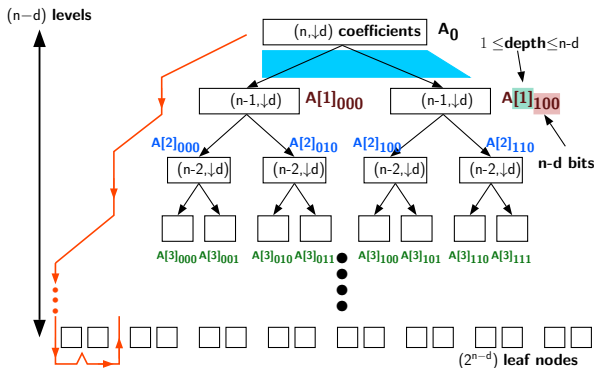 (n−d) levels
(n,↓d) coefficients A0
1 ≤depth≤n-d
(n-1,↓d) A[1]000 (n-1,↓d) A[1]100
n-d bits
A[2]000 A[2]010 A[2]100 A[2]110
(n-2,↓d) (n-2,↓d) (n-2,↓d) (n-2,↓d)
A[3]000 A[3]001 A[3]010 A[3]011 A[3]100 A[3]101 A[3]110 A[3]111
(2^{n−d}) leaf nodes